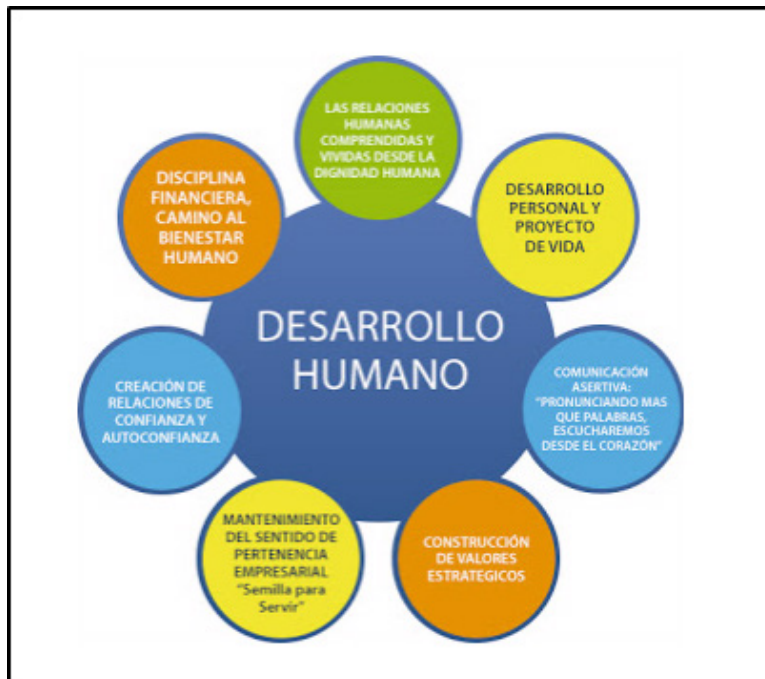 LAS RELACIONES
HUMANAS
COMPRENDIDAS Y
VIVIDAS DESDE LA
DIGNIDAD HUMANA
DESARROLLO
PERSONAL Y
PROYECTO
DE VIDA
COMUNICACIÓN
ASERTIVA:
"PRONUNCIANDO MAS
QUE PALABRAS,
ESCUCHAREMOS
DESDE EL CORAZÓN"
CONSTRUCCIÓN
DE VALORES
ESTRATEGICOS
MANTENIMIENTO
DEL SENTIDO DE
PERTENENCIA
EMPRESARIAL
"Semilla para
Servir"
CREACIÓN DE
RELACIONES DE
CONFIANZA Y
AUTOCONFIANZA
DISCIPLINA
FINANCIERA,
CAMINO AL
BIENESTAR
HUMANO
DESARROLLO
HUMANO